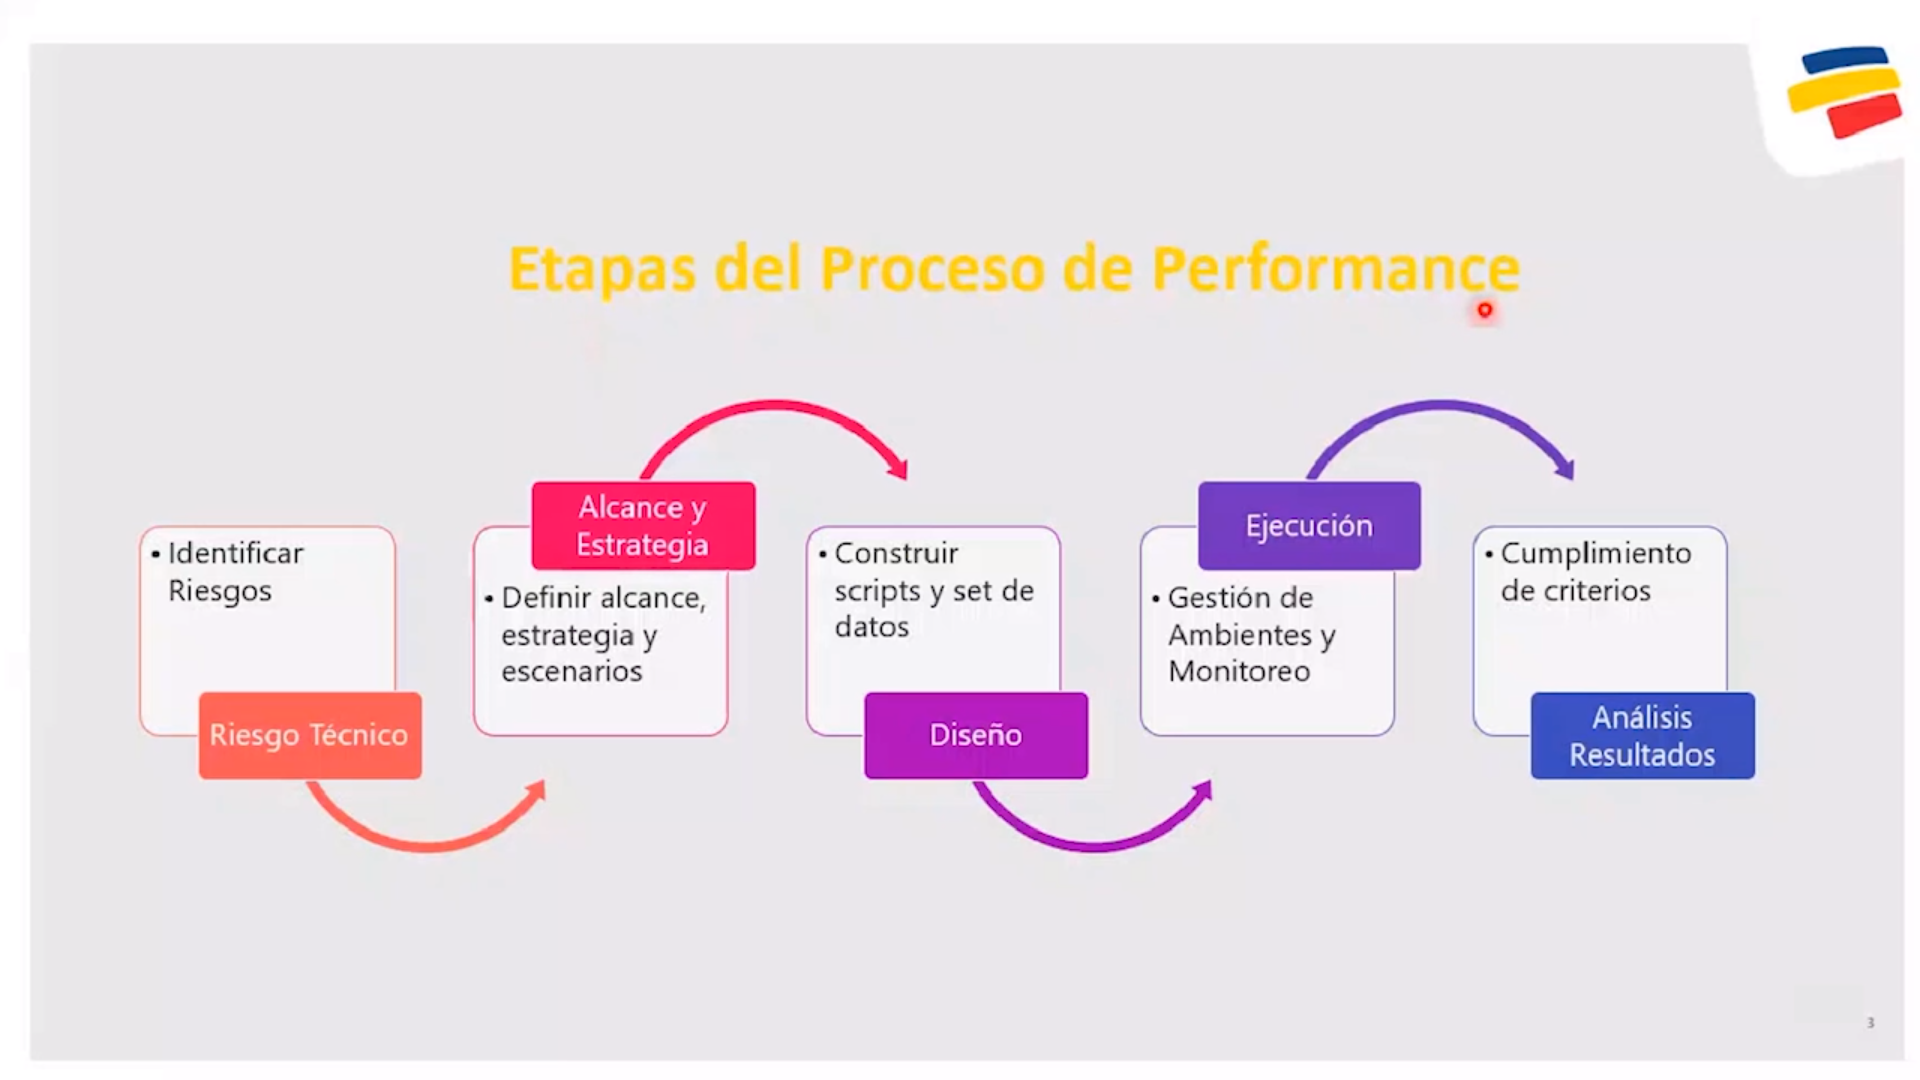 Etapas del Proceso de Performance
• Identificar
Riesgos
Riesgo Técnico
Alcance y
Estrategia
• Definir alcance,
estrategia y
escenarios
• Construir
scripts y set de
datos
Diseño
Ejecución
• Gestión de
Ambientes y
Monitoreo
• Cumplimiento
de criterios
Análisis
Resultados
3